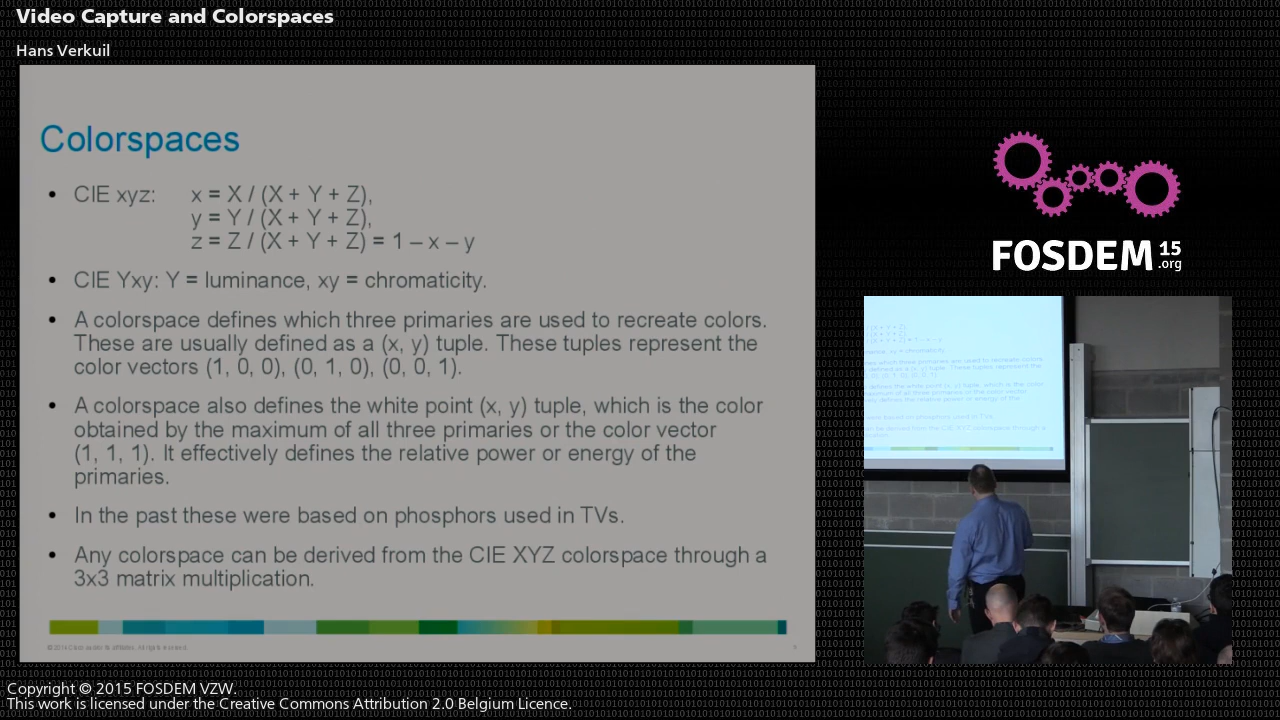 Video Capture and Colorspaces
Hans Verkuil
Colorspaces
• CIE xyz: x = X / (X + Y + Z),
y = Y / (X + Y + Z),
z = Z / (X + Y + Z) = 1 – x – y
• CIE Yxy: Y = luminance, xy = chromaticity.
• A colorspace defines which three primaries are used to recreate colors.
These are usually defined as a (x, y) tuple. These tuples represent the
color vectors (1, 0, 0), (0, 1, 0), (0, 0, 1).
• A colorspace also defines the white point (x, y) tuple, which is the color
obtained by the maximum of all three primaries or the color vector
(1, 1, 1). It effectively defines the relative power or energy of the
primaries.
• In the past these were based on phosphors used in TVs.
• Any colorspace can be derived from the CIE XYZ colorspace through a
3x3 matrix multiplication.
FOSDEM 15
.org
Copyright © 2015 FOSDEM VZW.
This work is licensed under the Creative Commons Attribution 2.0 Belgium Licence.